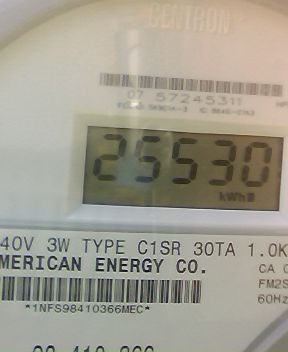 CENTRON®
07 57245311
25530
kWh
40V 3W TYPE C1SR 30TA 1.0K
MERICAN ENERGY CO.
CA 0
FM2S
60Hz
*1NFS98410366MEC*